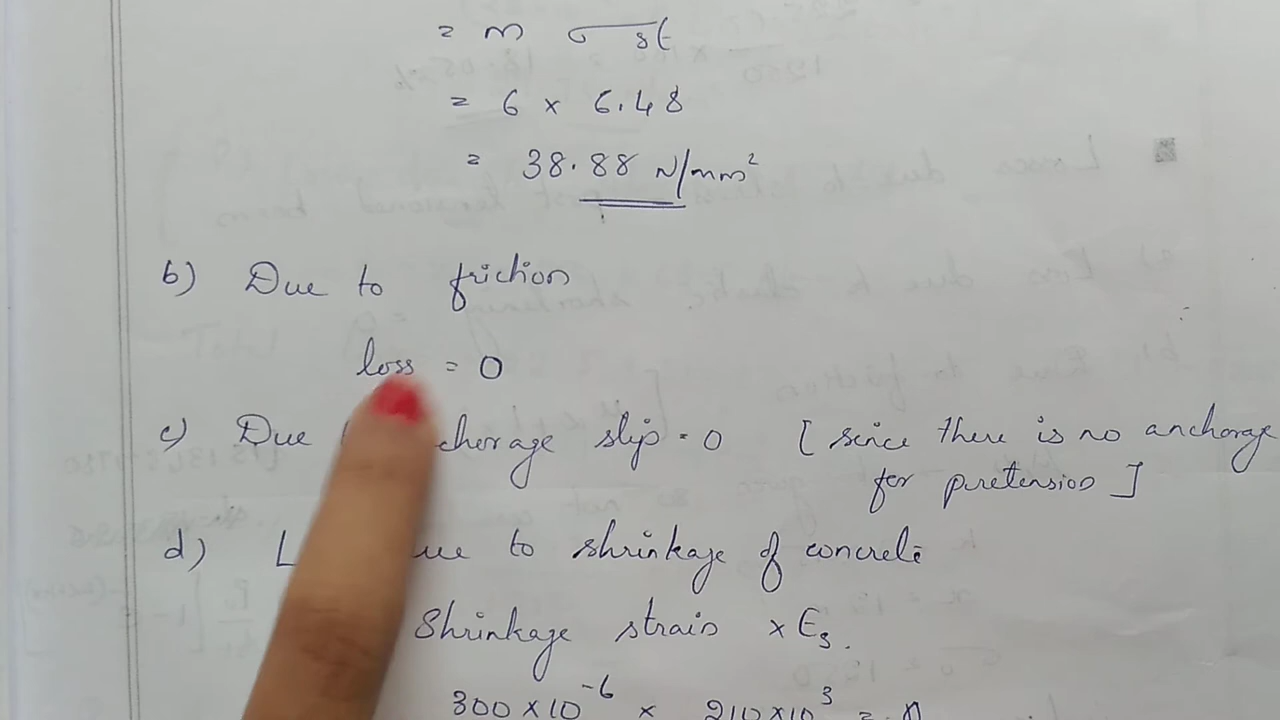 = m σst
= 6 x 6.48
= 38.88 N/mm²
b) Due to friction
loss = 0
c) Due chorage slip = 0 [ since there is no anchorage
for pretension ]
d) L ue to shrinkage of concrete
Shrinkage strain x Es.
300 x 10⁻⁶ x 210 x 10³ =